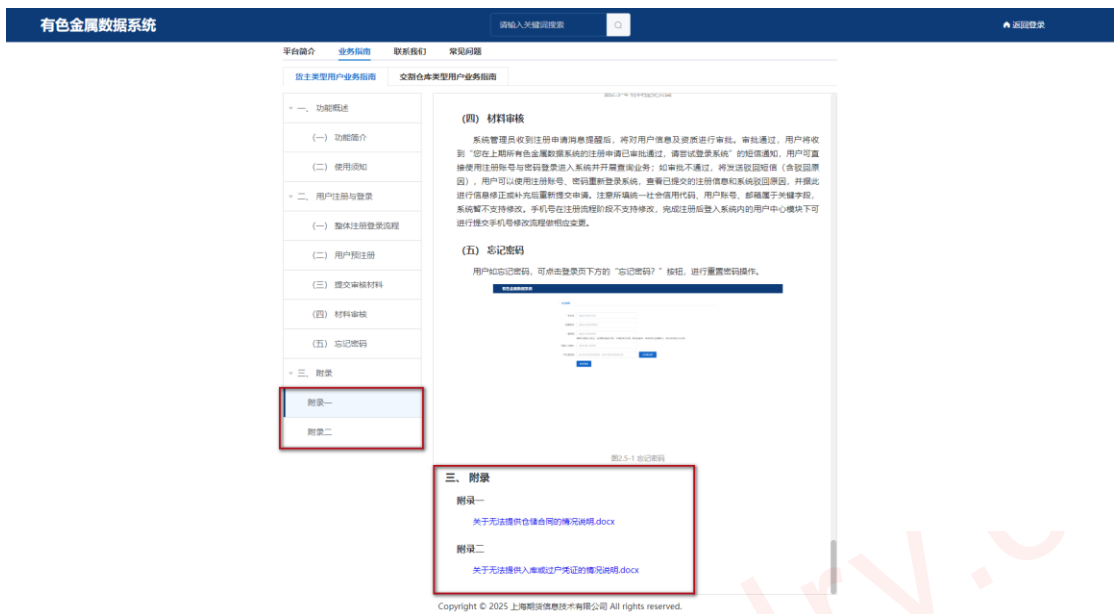 有色金属数据系统
请输入关键词搜索
返回登录
平台简介 业务指南 联系我们 常见问题
货主类型用户业务指南 交割仓库类型用户业务指南
一、功能概述
(一) 功能简介
(二) 使用须知
二、用户注册与登录
(一) 整体注册登录流程
(二) 用户预注册
(三) 提交审核材料
(四) 材料审核
(五) 忘记密码
三、附录
附录一
附录二
(四) 材料审核
系统管理员收到注册申请消息提醒后,将对用户信息及资质进行审批。审批通过,用户将收
到“您在上期所有色金属数据系统的注册申请已审批通过,请尝试登录系统”的短信通知,用户可直
接使用注册账号与密码登录进入系统并开展查询业务;如审批不通过,将发送驳回短信(含驳回原
因),用户可以使用注册账号、密码重新登录系统,查看已提交的注册信息和系统驳回原因,并据此
进行信息修正或补充后重新提交申请。注意所填统一社会信用代码、用户账号、邮箱属于关键字段,
系统暂不支持修改。手机号在注册流程阶段不支持修改,完成注册后登入系统内的用户中心模块下可
进行提交手机号修改流程做相应变更。
(五) 忘记密码
用户如忘记密码,可点击登录页下方的“忘记密码?”按钮,进行重置密码操作。
有色金属数据系统
图2.5-1 忘记密码
三、附录
附录一
关于无法提供仓储合同的情况说明.docx
附录二
关于无法提供入库或过户凭证的情况说明.docx
Copyright © 2025 上海期货信息技术有限公司 All rights reserved.